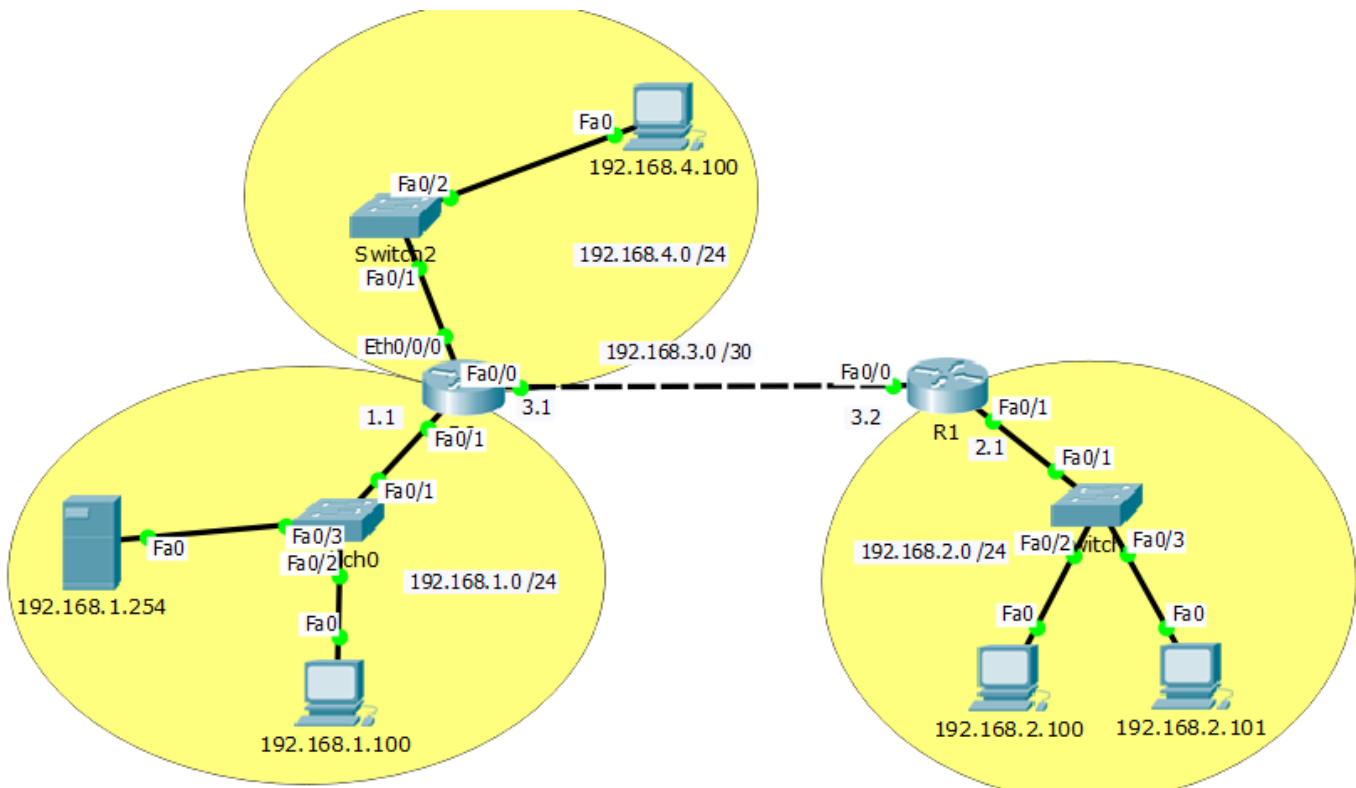 Fa0
192.168.4.100
Fa0/2
Switch2
192.168.4.0 /24
Fa0/1
Eth0/0/0
192.168.3.0 /30
Fa0/0
Fa0/0
3.1
1.1
3.2
R1
Fa0/1
2.1
Fa0/1
Fa0/1
Fa0/1
Fa0/3
Fa0
Fa0/2
192.168.1.0 /24
192.168.1.254
Fa0
192.168.1.100
Fa0/2
Fa0/3
192.168.2.0 /24
Fa0
Fa0
192.168.2.100
192.168.2.101